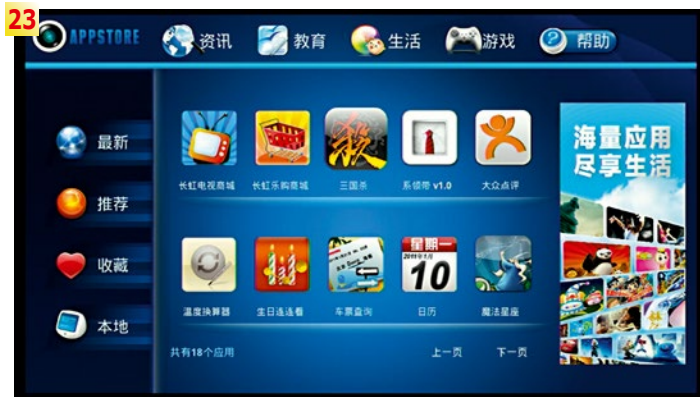 23
APPSTORE 资讯 教育 生活 游戏 帮助
最新
推荐
收藏
本地
长虹电视商城 长虹乐购商城 三国杀 系领带 v1.0 大众点评
殺
星期一
10
温度换算器 生日连连看 车票查询 日历 魔法星座
共有18个应用 上一页 下一页
海量应用
尽享生活